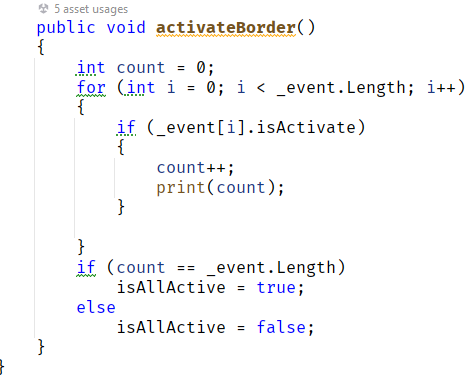 5 asset usages
public void activateBorder()
{
int count = 0;
for (int i = 0; i < _event.Length; i++)
{
if (_event[i].isActivate)
{
count++;
print(count);
}
}
if (count == _event.Length)
isAllActive = true;
else
isAllActive = false;
}
}